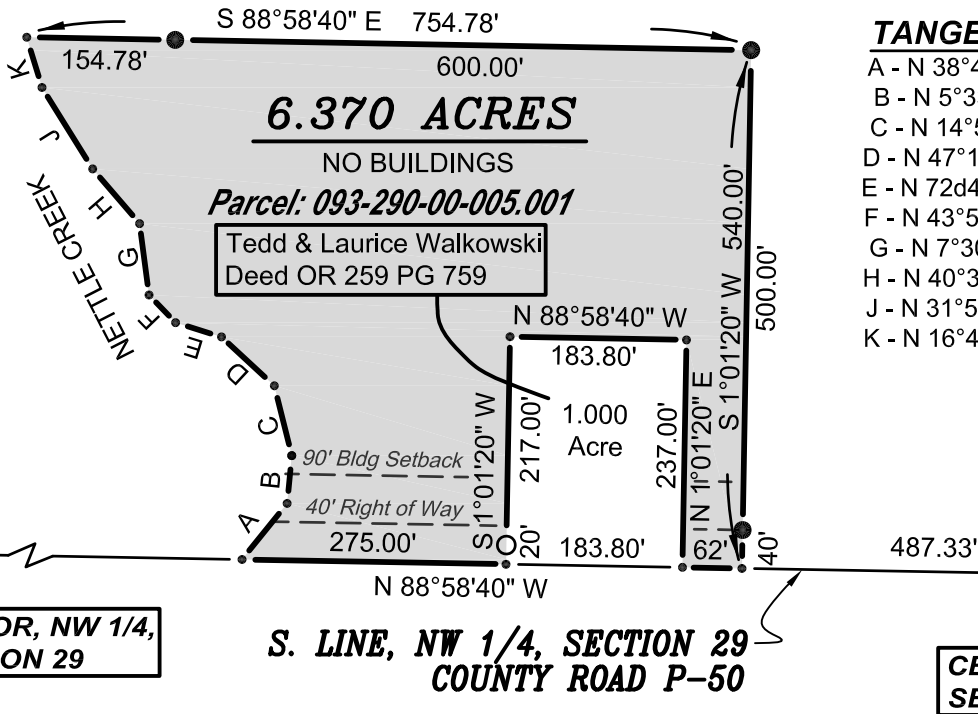 S 88°58'40" E 754.78'
154.78'
600.00'
6.370 ACRES
NO BUILDINGS
Parcel: 093-290-00-005.001
Tedd & Laurice Walkowski
Deed OR 259 PG 759
NETTLE CREEK
K
J
H
G
F
E
D
C
B
A
N 88°58'40" W
183.80'
1.000
Acre
S 1°01'20" W
217.00'
20'
237.00'
N 1°01'20" E
S 1°01'20" W 540.00'
500.00'
40'
90' Bldg Setback
40' Right of Way
275.00'
183.80'
62'
487.33'
N 88°58'40" W
S. LINE, NW 1/4, SECTION 29
COUNTY ROAD P-50
OR, NW 1/4,
ON 29
TANGE
A - N 38°4
B - N 5°3
C - N 14°5
D - N 47°1
E - N 72d4
F - N 43°5
G - N 7°30
H - N 40°3
J - N 31°5
K - N 16°4
CE
SE